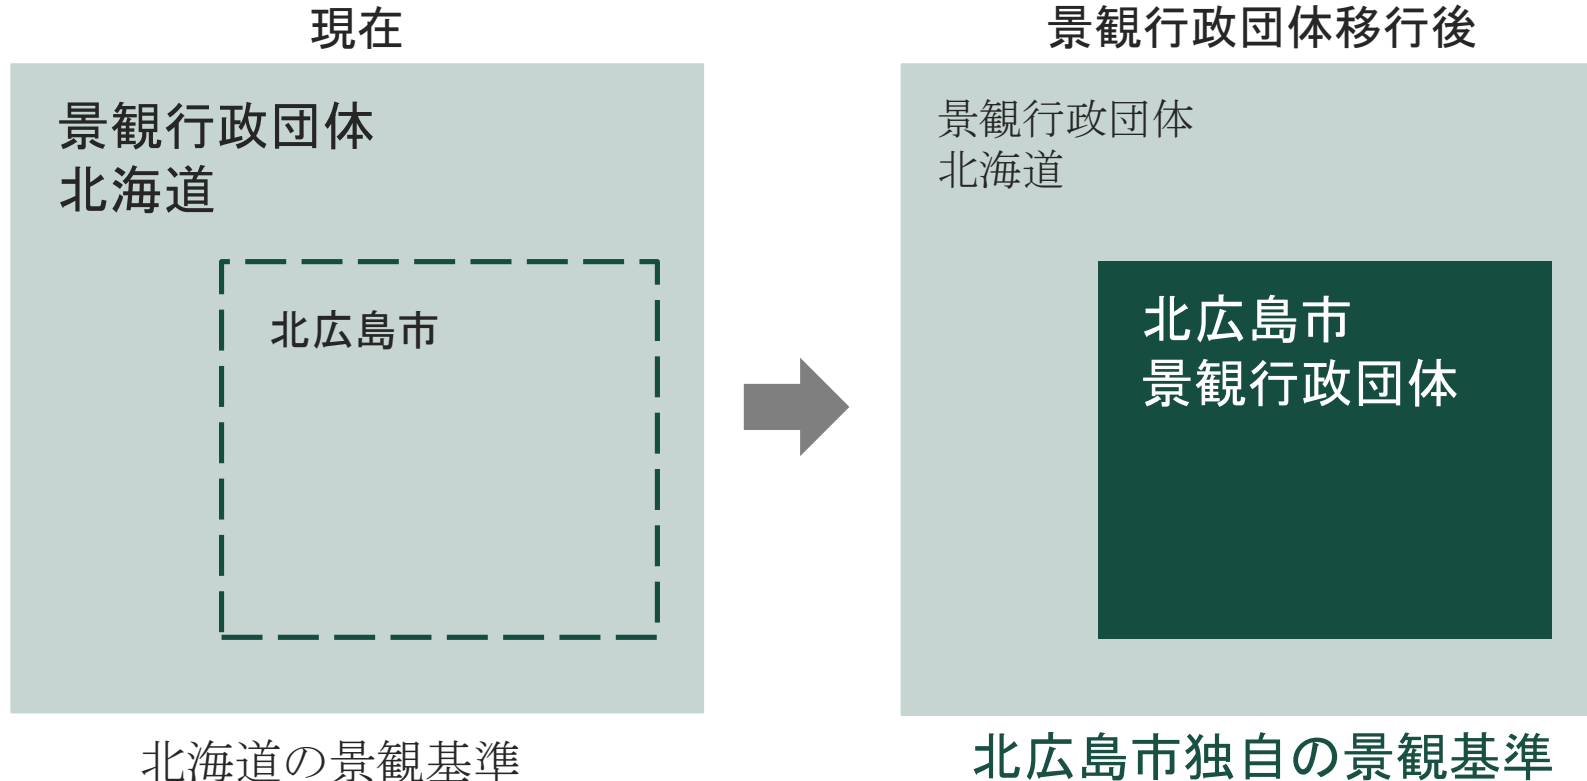 現在
景観行政団体
北海道
北広島市
北海道の景観基準
景観行政団体移行後
景観行政団体
北海道
北広島市
景観行政団体
北広島市独自の景観基準